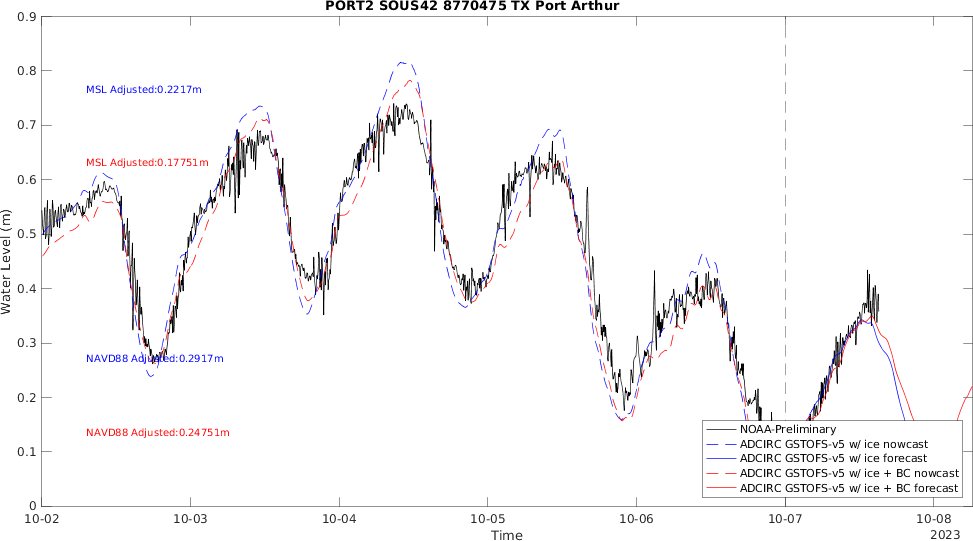 PORT2 SOUS42 8770475 TX Port Arthur
0.9
0.8
MSL Adjusted:0.2217m
0.7
MSL Adjusted:0.17751m
0.6
0.5
Water Level (m)
0.4
0.3
NAVD88 Adjusted:0.2917m
0.2
NAVD88 Adjusted:0.24751m
0.1
0
NOAA-Preliminary
ADCIRC GSTOFS-v5 w/ ice nowcast
ADCIRC GSTOFS-v5 w/ ice forecast
ADCIRC GSTOFS-v5 w/ ice + BC nowcast
ADCIRC GSTOFS-v5 w/ ice + BC forecast
10-02 10-03 10-04 10-05 10-06 10-07 10-08
Time
2023